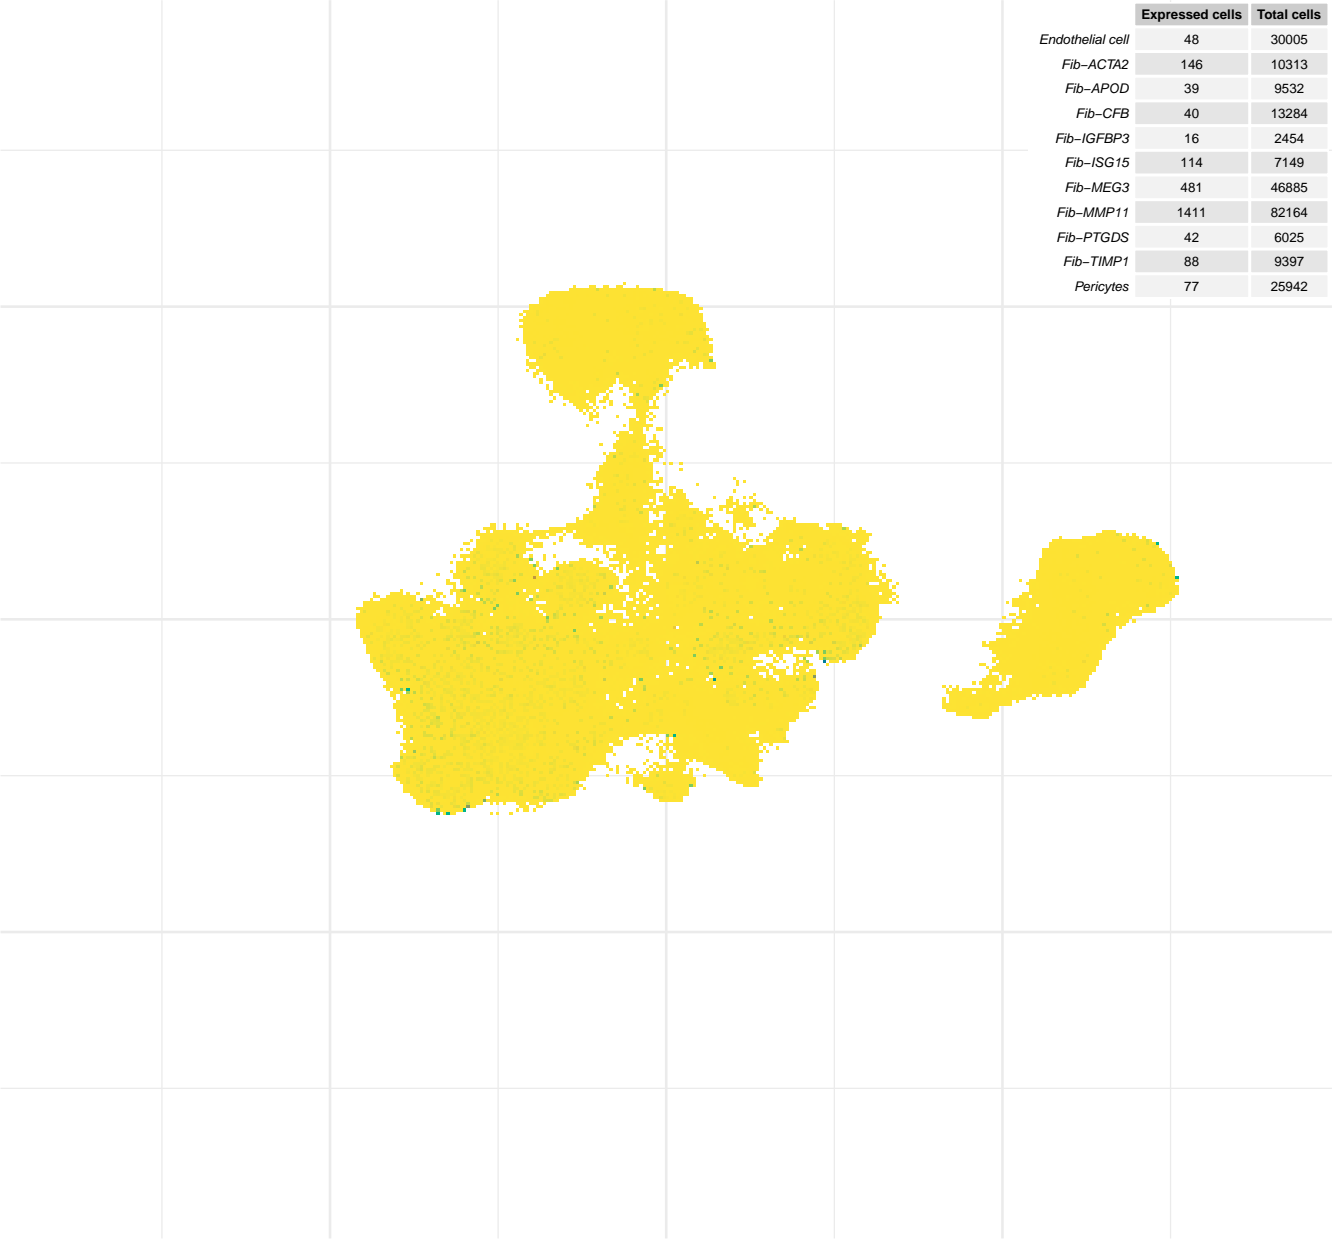 Expressed cells Total cells
Endothelial cell 48 30005
Fib−ACTA2 146 10313
Fib−APOD 39 9532
Fib−CFB 40 13284
Fib−IGFBP3 16 2454
Fib−ISG15 114 7149
Fib−MEG3 481 46885
Fib−MMP11 1411 82164
Fib−PTGDS 42 6025
Fib−TIMP1 88 9397
Pericytes 77 25942